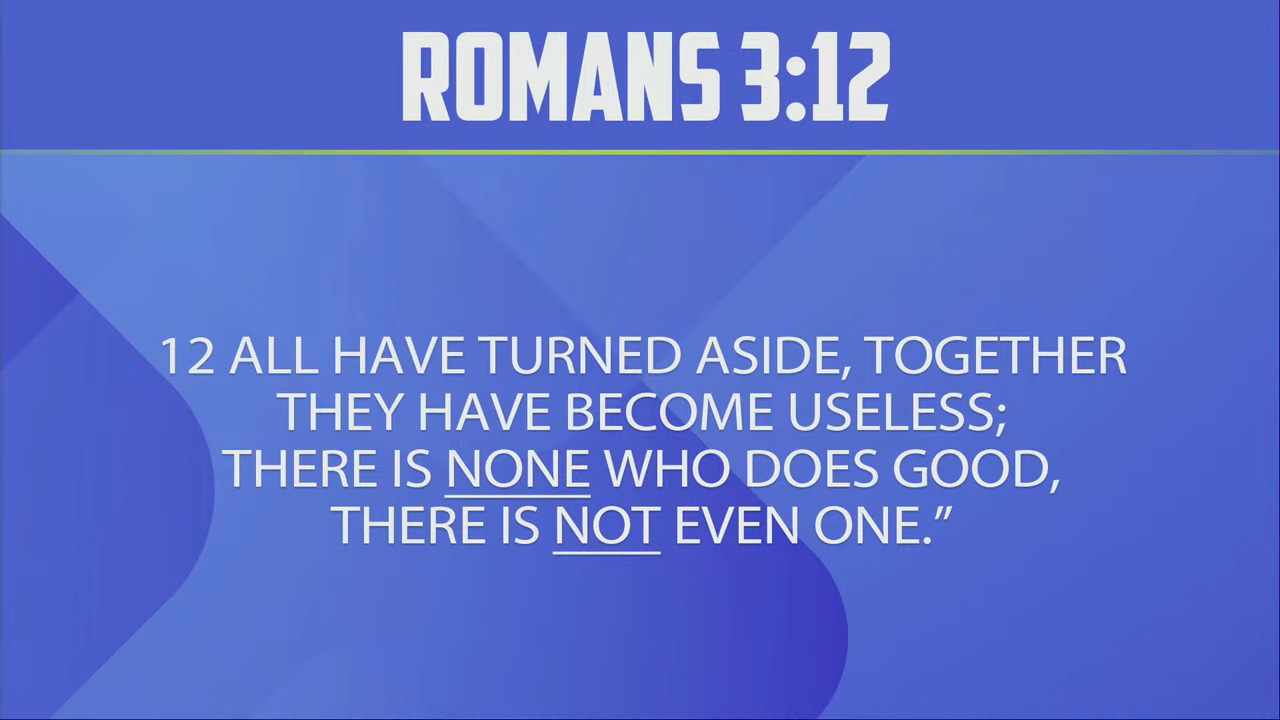 ROMANS 3:12
12 ALL HAVE TURNED ASIDE, TOGETHER
THEY HAVE BECOME USELESS;
THERE IS NONE WHO DOES GOOD,
THERE IS NOT EVEN ONE.”